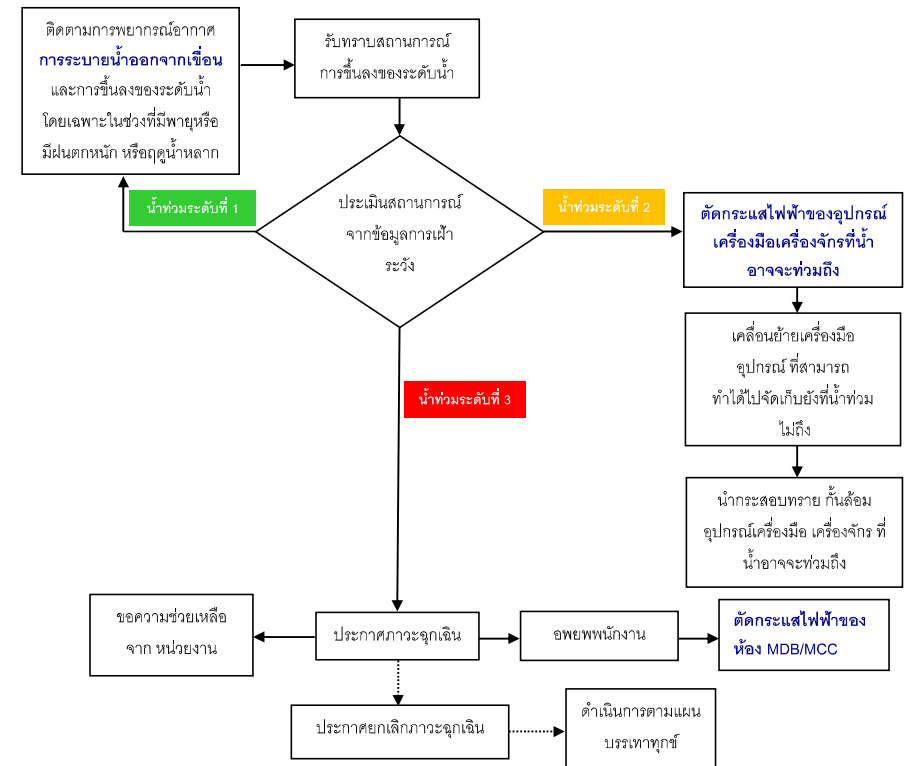 ติดตามการพยากรณ์อากาศ
การระบายน้ำออกจากเขื่อน
และการขึ้นลงของระดับน้ำ
โดยเฉพาะในช่วงที่มีพายุหรือ
มีฝนตกหนัก หรือฤดูน้ำหลาก
รับทราบสถานการณ์
การขึ้นลงของระดับน้ำ
ประเมินสถานการณ์
จากข้อมูลการเฝ้า
ระวัง
น้ำท่วมระดับที่ 1
น้ำท่วมระดับที่ 2
ตัดกระแสไฟฟ้าของอุปกรณ์
เครื่องมือเครื่องจักรที่น้ำ
อาจจะท่วมถึง
เคลื่อนย้ายเครื่องมือ
อุปกรณ์ ที่สามารถ
ทำได้ไปจัดเก็บยังที่น้ำท่วม
ไม่ถึง
นำกระสอบทราย กั้นล้อม
อุปกรณ์เครื่องมือ เครื่องจักร ที่
น้ำอาจจะท่วมถึง
น้ำท่วมระดับที่ 3
ขอความช่วยเหลือ
จาก หน่วยงาน
ประกาศภาวะฉุกเฉิน
อพยพพนักงาน
ตัดกระแสไฟฟ้าของ
ห้อง MDB/MCC
ประกาศยกเลิกภาวะฉุกเฉิน
ดำเนินการตามแผน
บรรเทาทุกข์